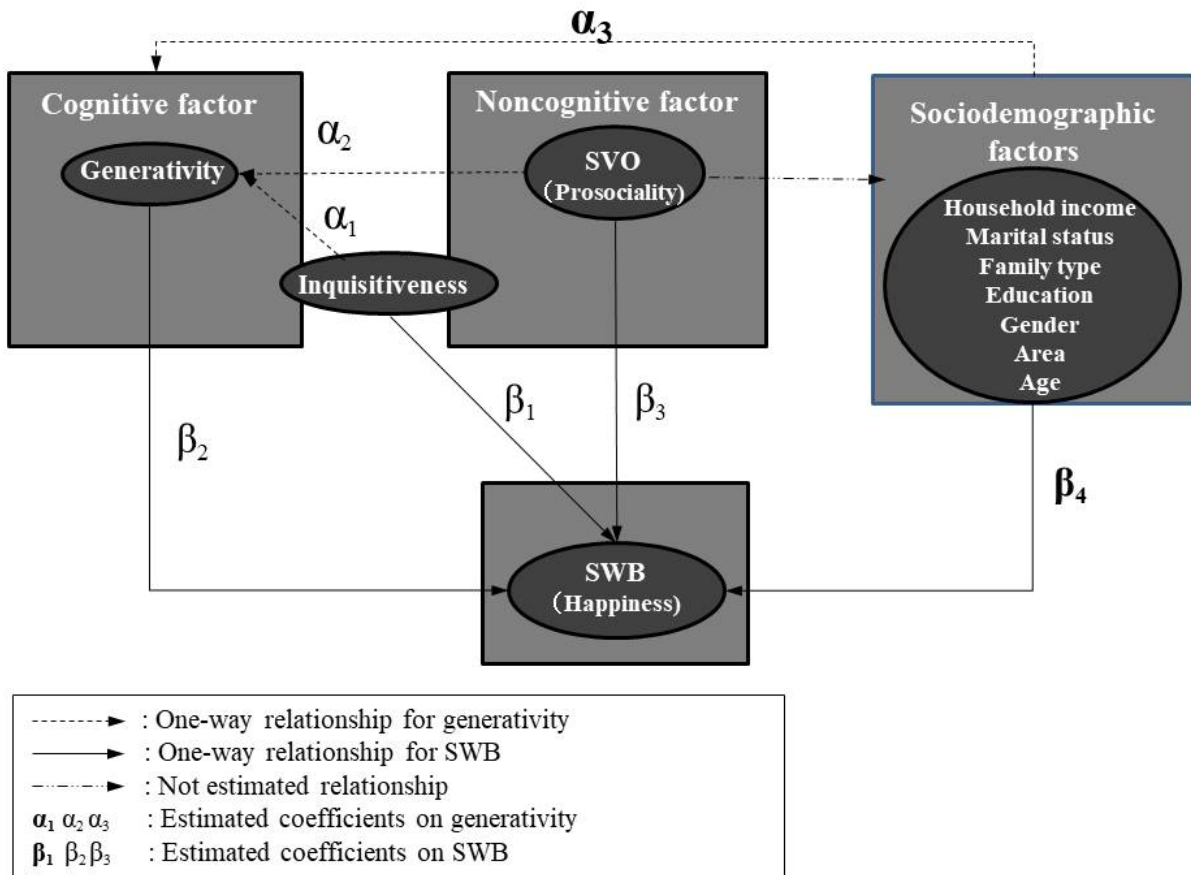 α3
Cognitive factor
Generativity
α2
α1
Inquisitiveness
Noncognitive factor
SVO
(Prosociality)
Sociodemographic
factors
Household income
Marital status
Family type
Education
Gender
Area
Age
β2
β1
β3
β4
SWB
(Happiness)
: One-way relationship for generativity
: One-way relationship for SWB
: Not estimated relationship
α1 α2 α3 : Estimated coefficients on generativity
β1 β2 β3 : Estimated coefficients on SWB